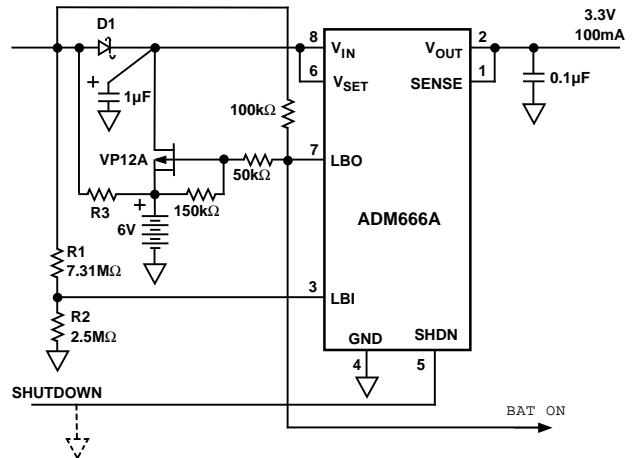 D1
3.3V
100mA
8
VIN
VOUT
2
6
VSET
SENSE
1
+
1µF
0.1µF
100kΩ
VP12A
7
LBO
50kΩ
R3
+
150kΩ
6V
ADM666A
R1
7.31MΩ
3
LBI
R2
2.5MΩ
GND
SHDN
4
5
SHUTDOWN
BAT ON